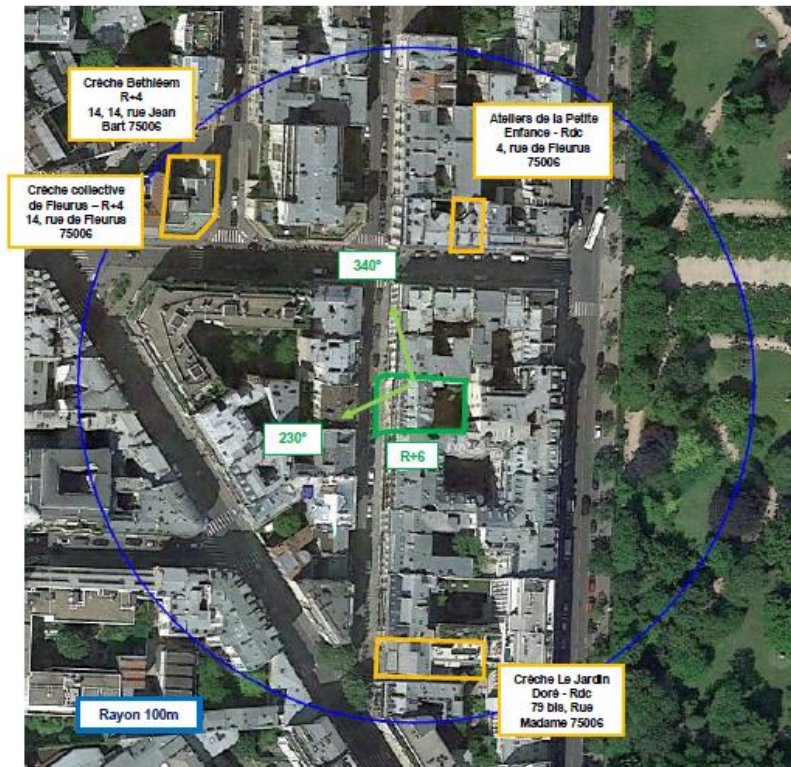 Crèche Bethléem
R+4
14, 14, rue Jean
Bart 75006
Ateliers de la Petite
Enfance - Rdc
4, rue de Fleurus
75006
Crèche collective
de Fleurus – R+4
14, rue de Fleurus
75006
340°
230°
R+6
Crèche Le Jardin
Doré - Rdc
79 bis, Rue
Madame 75006
Rayon 100m